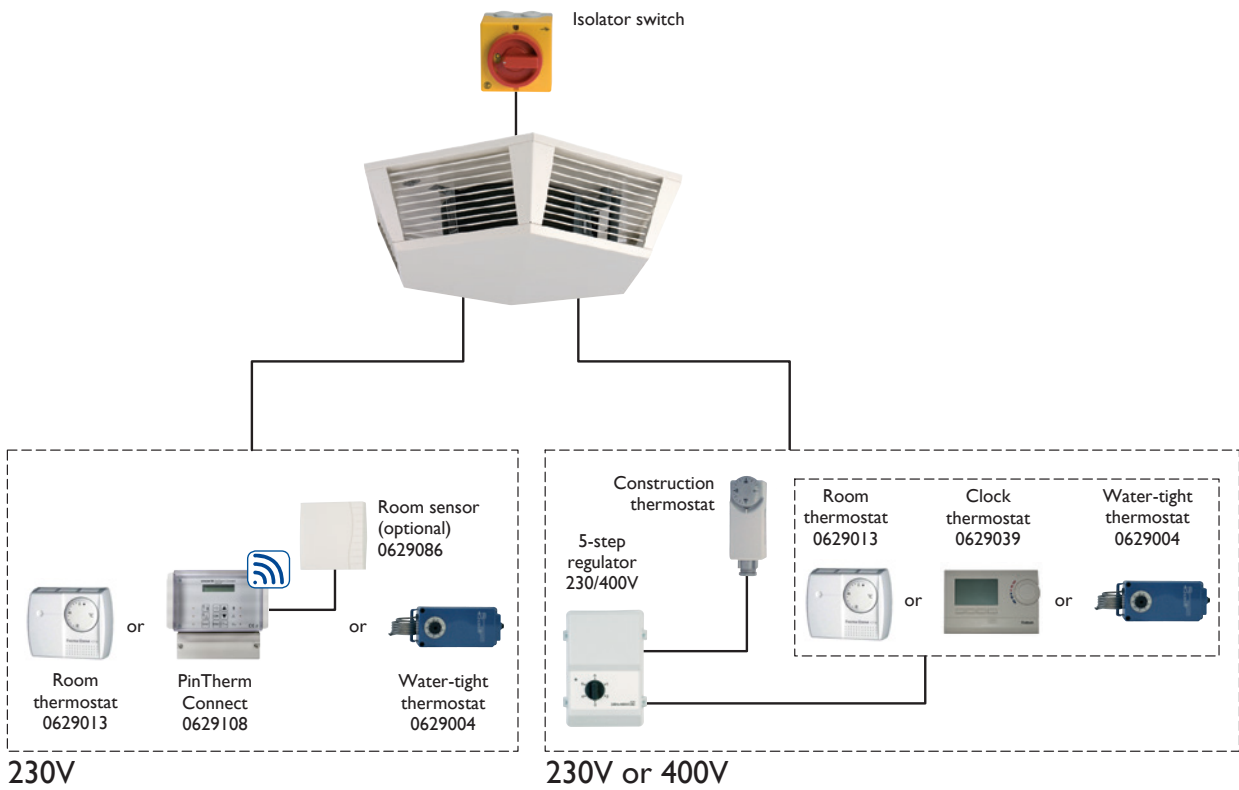 Isolator switch
Room sensor
(optional)
0629086
or
or
Room
thermostat
0629013
PinTherm
Connect
0629108
Water-tight
thermostat
0629004
230V
Construction
thermostat
5-step
regulator
230/400V
Room
thermostat
0629013
Clock
thermostat
0629039
Water-tight
thermostat
0629004
or
or
230V or 400V